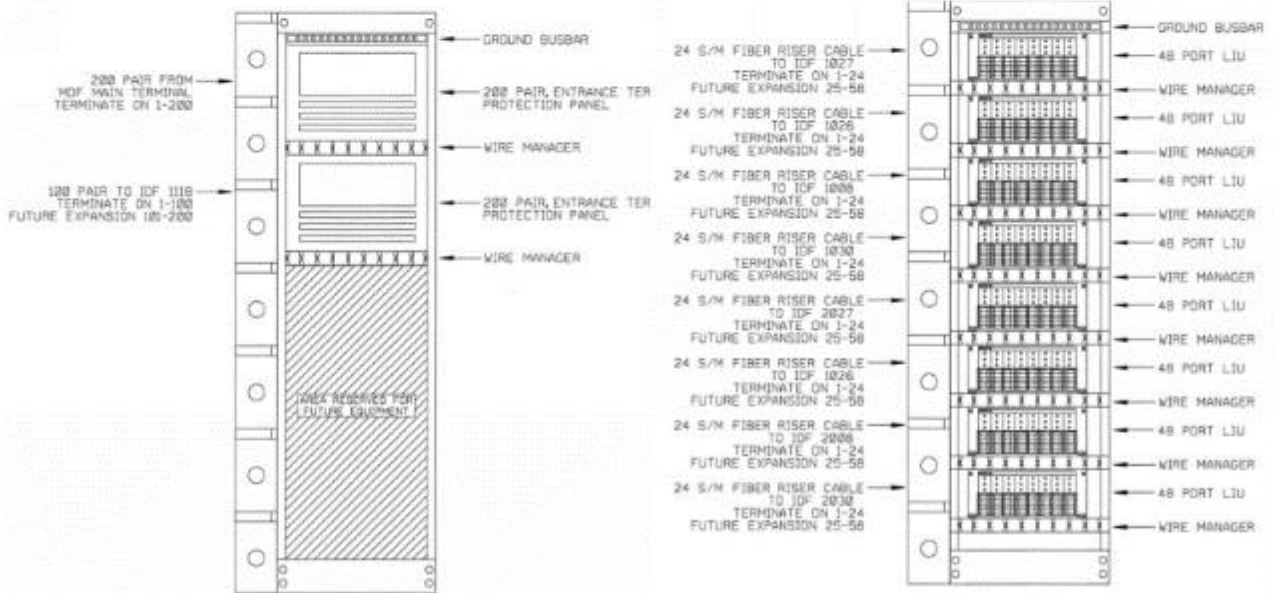 GROUND BUSBAR
200 PAIR FROM
MDF MAIN TERMINAL
TERMINATE ON 1-200
200 PAIR, ENTRANCE TER
PROTECTION PANEL
WIRE MANAGER
100 PAIR TO IDF 1118
TERMINATE ON 1-100
FUTURE EXPANSION 101-200
200 PAIR, ENTRANCE TER
PROTECTION PANEL
WIRE MANAGER
AREA RESERVED FOR
FUTURE EQUIPMENT
GROUND BUSBAR
24 S/M FIBER RISER CABLE
TO IDF 1027
TERMINATE ON 1-24
FUTURE EXPANSION 25-58
48 PORT LIU
WIRE MANAGER
24 S/M FIBER RISER CABLE
TO IDF 1026
TERMINATE ON 1-24
FUTURE EXPANSION 25-58
48 PORT LIU
WIRE MANAGER
24 S/M FIBER RISER CABLE
TO IDF 1008
TERMINATE ON 1-24
FUTURE EXPANSION 25-58
48 PORT LIU
WIRE MANAGER
24 S/M FIBER RISER CABLE
TO IDF 1030
TERMINATE ON 1-24
FUTURE EXPANSION 25-58
48 PORT LIU
WIRE MANAGER
24 S/M FIBER RISER CABLE
TO IDF 2027
TERMINATE ON 1-24
FUTURE EXPANSION 25-58
48 PORT LIU
WIRE MANAGER
24 S/M FIBER RISER CABLE
TO IDF 1026
TERMINATE ON 1-24
FUTURE EXPANSION 25-58
48 PORT LIU
WIRE MANAGER
24 S/M FIBER RISER CABLE
TO IDF 2008
TERMINATE ON 1-24
FUTURE EXPANSION 25-58
48 PORT LIU
WIRE MANAGER
24 S/M FIBER RISER CABLE
TO IDF 2030
TERMINATE ON 1-24
FUTURE EXPANSION 25-58
48 PORT LIU
WIRE MANAGER